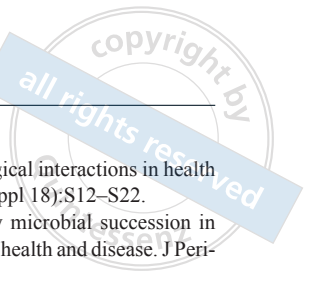 copyright by
all rights reserved
gical interactions in health
ppl 18):S12–S22.
microbial succession in
health and disease. J Peri-